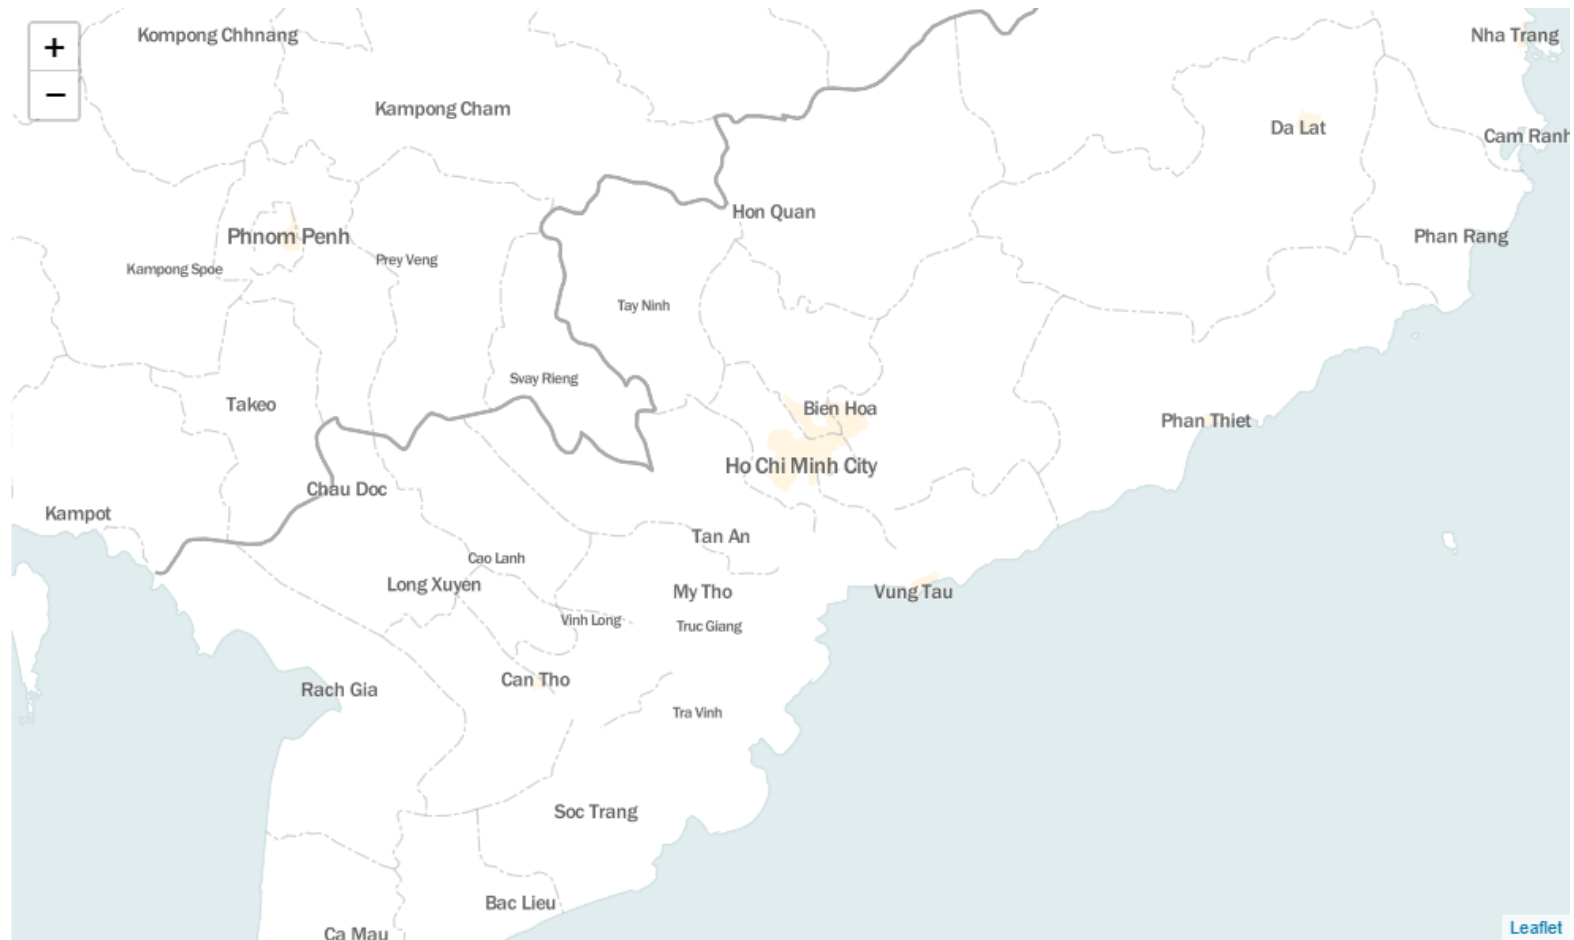 +
−
Kompong Chhnang
Nha Trang
Kampong Cham
Da Lat
Cam Ranh
Hon Quan
Phnom Penh
Phan Rang
Prey Veng
Kampong Spoe
Tay Ninh
Svay Rieng
Takeo
Bien Hoa
Phan Thiet
Ho Chi Minh City
Chau Doc
Kampot
Tan An
Cao Lanh
Long Xuyen
My Tho
Vung Tau
Vinh Long
Truc Giang
Can Tho
Rach Gia
Tra Vinh
Soc Trang
Bac Lieu
Ca Mau
Leaflet